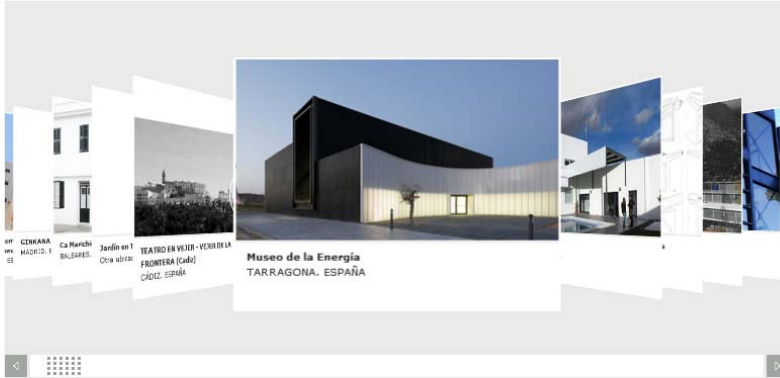 GINKANA
MADRID.
Ca Marichi
BALEARES.
Jardín en
Otra ubicac
TEATRO EN VEJER - VEJER DE LA
FRONTERA (Cadiz)
CÁDIZ. ESPAÑA
Museo de la Energía
TARRAGONA. ESPAÑA